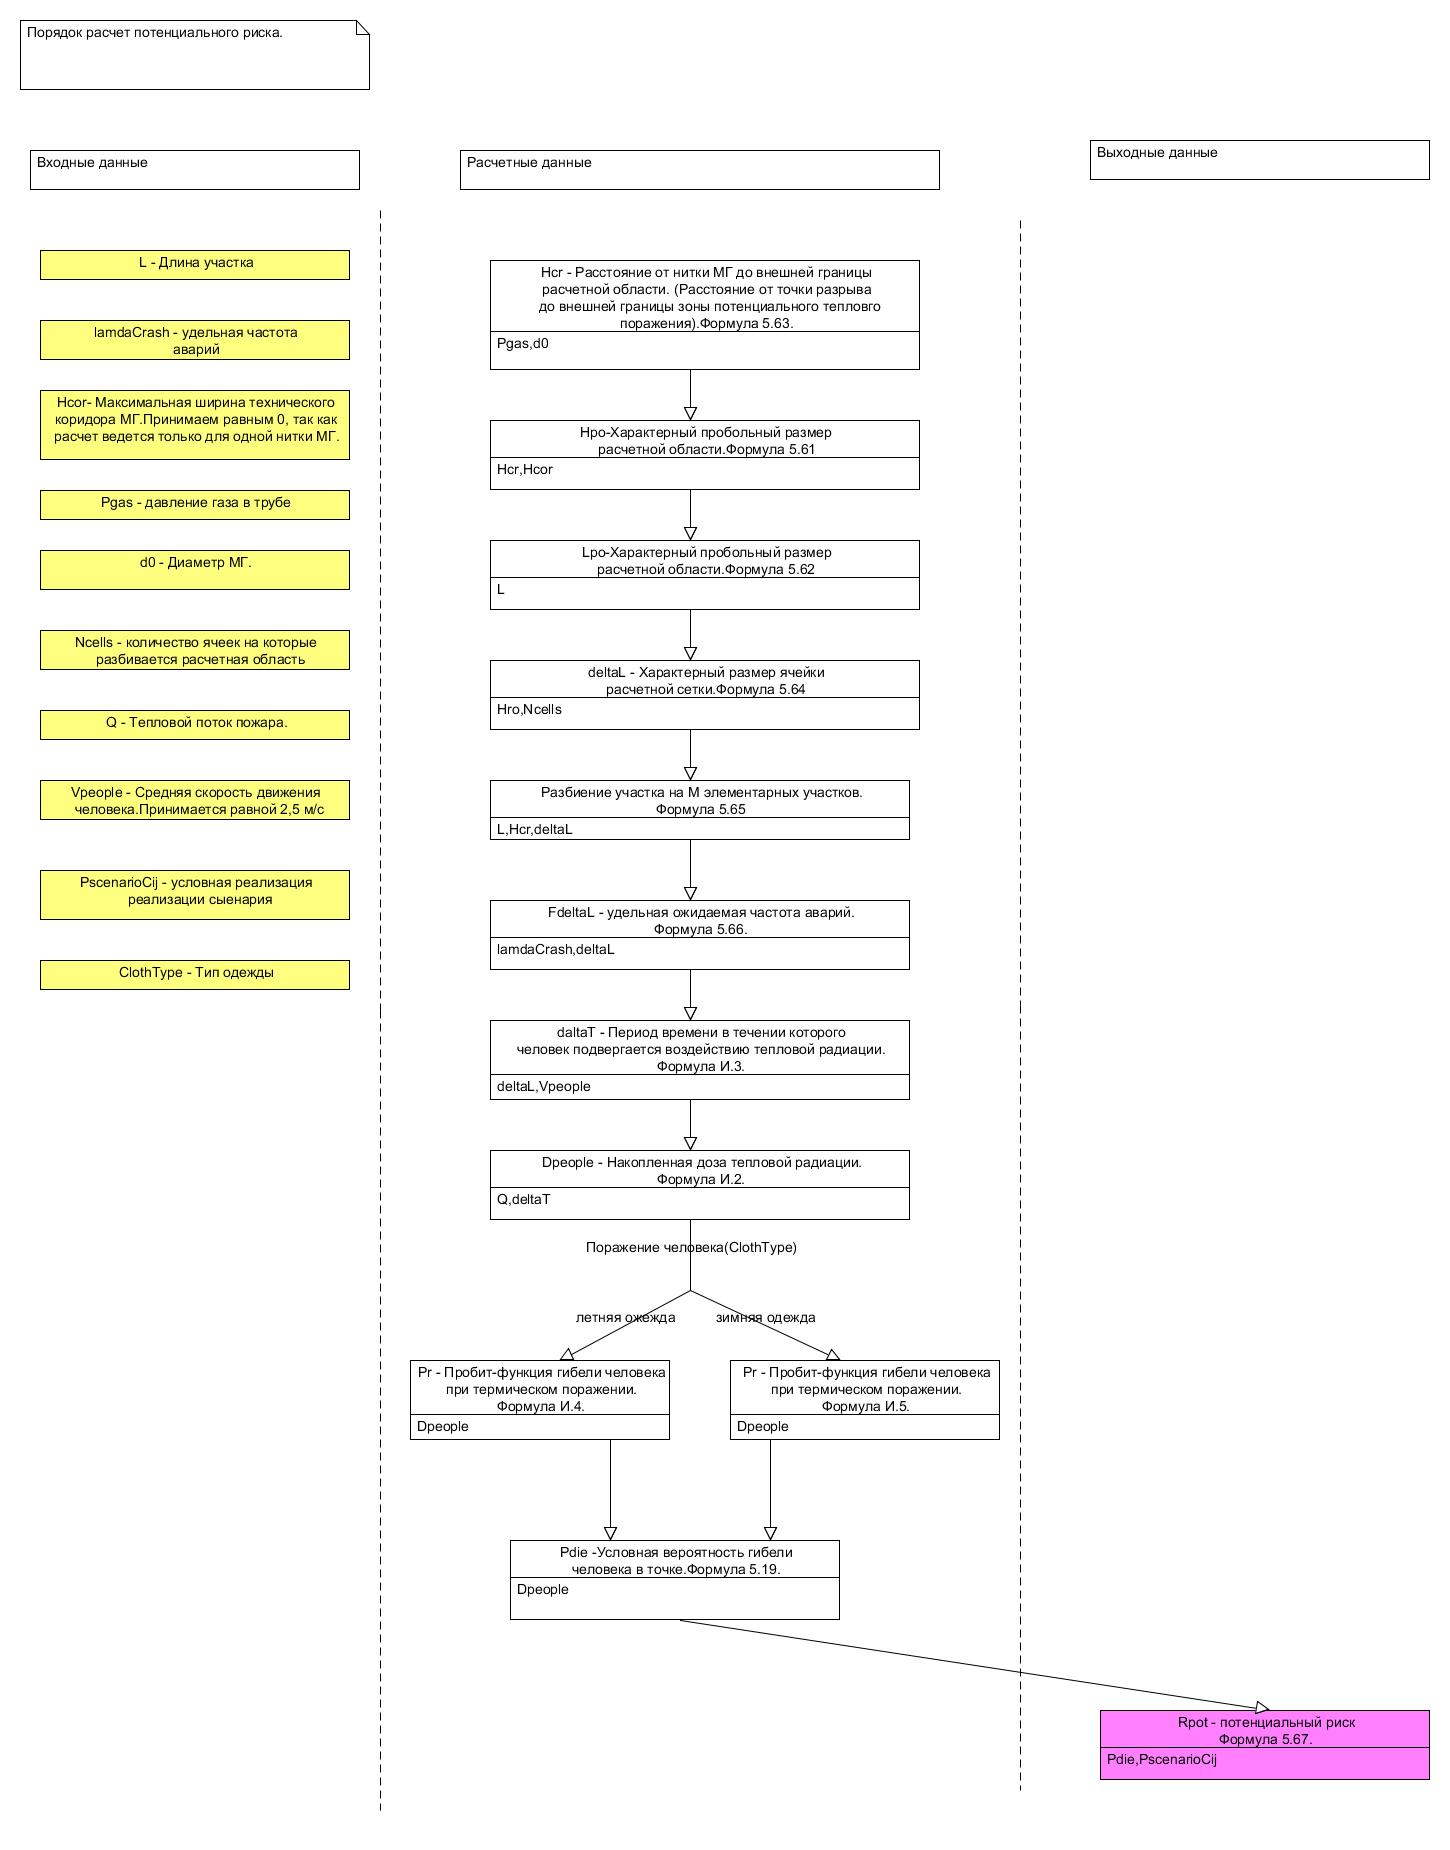 Порядок расчет потенциального риска.
Входные данные
Расчетные данные
Выходные данные
L - Длина участка
lamdaCrash - удельная частота
аварий
Hcor- Максимальная ширина технического
коридора МГ.Принимаем равным 0, так как
расчет ведется только для одной нитки МГ.
Pgas - давление газа в трубе
d0 - Диаметр МГ.
Ncells - количество ячеек на которые
разбивается расчетная область
Q - Тепловой поток пожара.
Vpeople - Средняя скорость движения
человека.Принимается равной 2,5 м/с
PscenarioCij - условная реализация
реализации сыенария
ClothType - Тип одежды
Hcr - Расстояние от нитки МГ до внешней границы
расчетной области. (Расстояние от точки разрыва
до внешней границы зоны потенциального тепловго
поражения).Формула 5.63.
Pgas,d0
Hpo-Характерный пробольный размер
расчетной области.Формула 5.61
Hcr,Hcor
Lpo-Характерный пробольный размер
расчетной области.Формула 5.62
L
deltaL - Характерный размер ячейки
расчетной сетки.Формула 5.64
Hro,Ncells
Разбиение участка на М элементарных участков.
Формула 5.65
L,Hcr,deltaL
FdeltaL - удельная ожидаемая частота аварий.
Формула 5.66.
lamdaCrash,deltaL
daltaT - Период времени в течении которого
человек подвергается воздействию тепловой радиации.
Формула И.3.
deltaL,Vpeople
Dpeople - Накопленная доза тепловой радиации.
Формула И.2.
Q,deltaT
Поражение человека(ClothType)
летняя ожежда
зимняя одежда
Pr - Пробит-функция гибели человека
при термическом поражении.
Формула И.4.
Dpeople
Pr - Пробит-функция гибели человека
при термическом поражении.
Формула И.5.
Dpeople
Pdie -Условная вероятность гибели
человека в точке.Формула 5.19.
Dpeople
Rpot - потенциальный риск
Формула 5.67.
Pdie,PscenarioCij